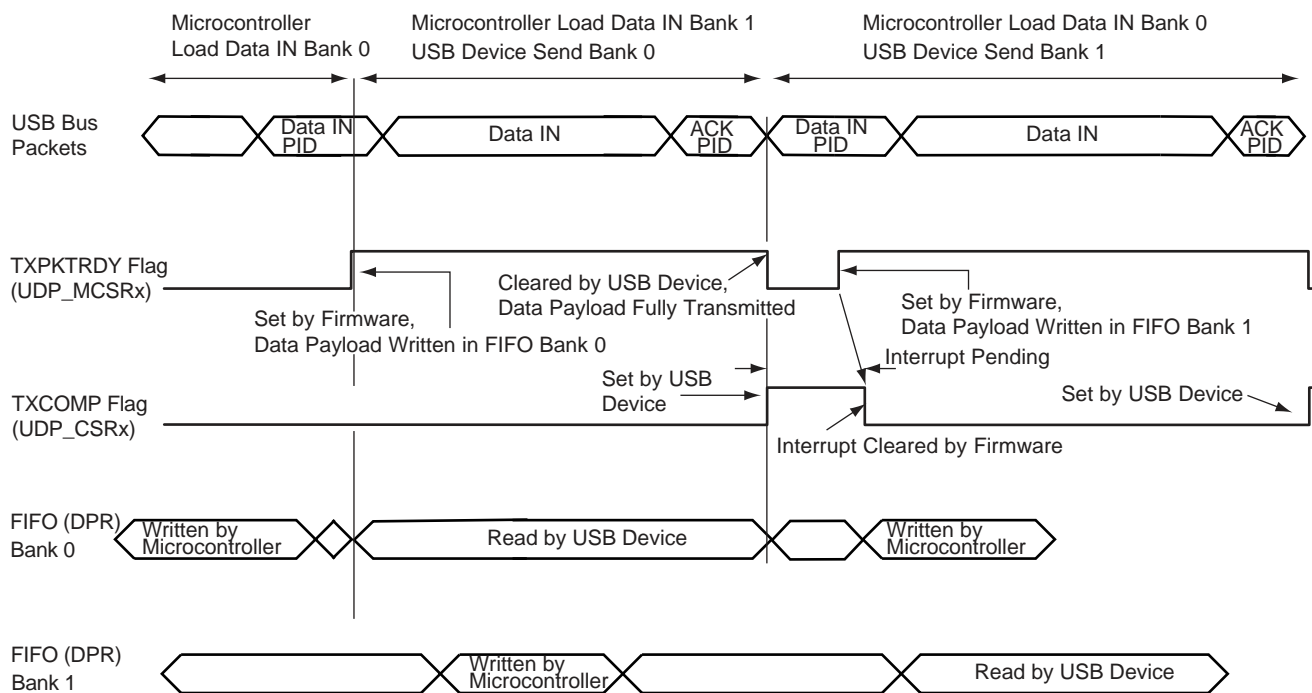 Microcontroller
Load Data IN Bank 0
Microcontroller Load Data IN Bank 1
USB Device Send Bank 0
Microcontroller Load Data IN Bank 0
USB Device Send Bank 1
USB Bus
Packets
Data IN
PID
Data IN
ACK
PID
Data IN
PID
Data IN
ACK
PID
TXPKTRDY Flag
(UDP_MCSRx)
Set by Firmware,
Data Payload Written in FIFO Bank 0
Cleared by USB Device,
Data Payload Fully Transmitted
Set by Firmware,
Data Payload Written in FIFO Bank 1
Interrupt Pending
Set by USB
Device
TXCOMP Flag
(UDP_CSRx)
Set by USB Device
Interrupt Cleared by Firmware
FIFO (DPR)
Bank 0
Written by
Microcontroller
Read by USB Device
Written by
Microcontroller
FIFO (DPR)
Bank 1
Written by
Microcontroller
Read by USB Device